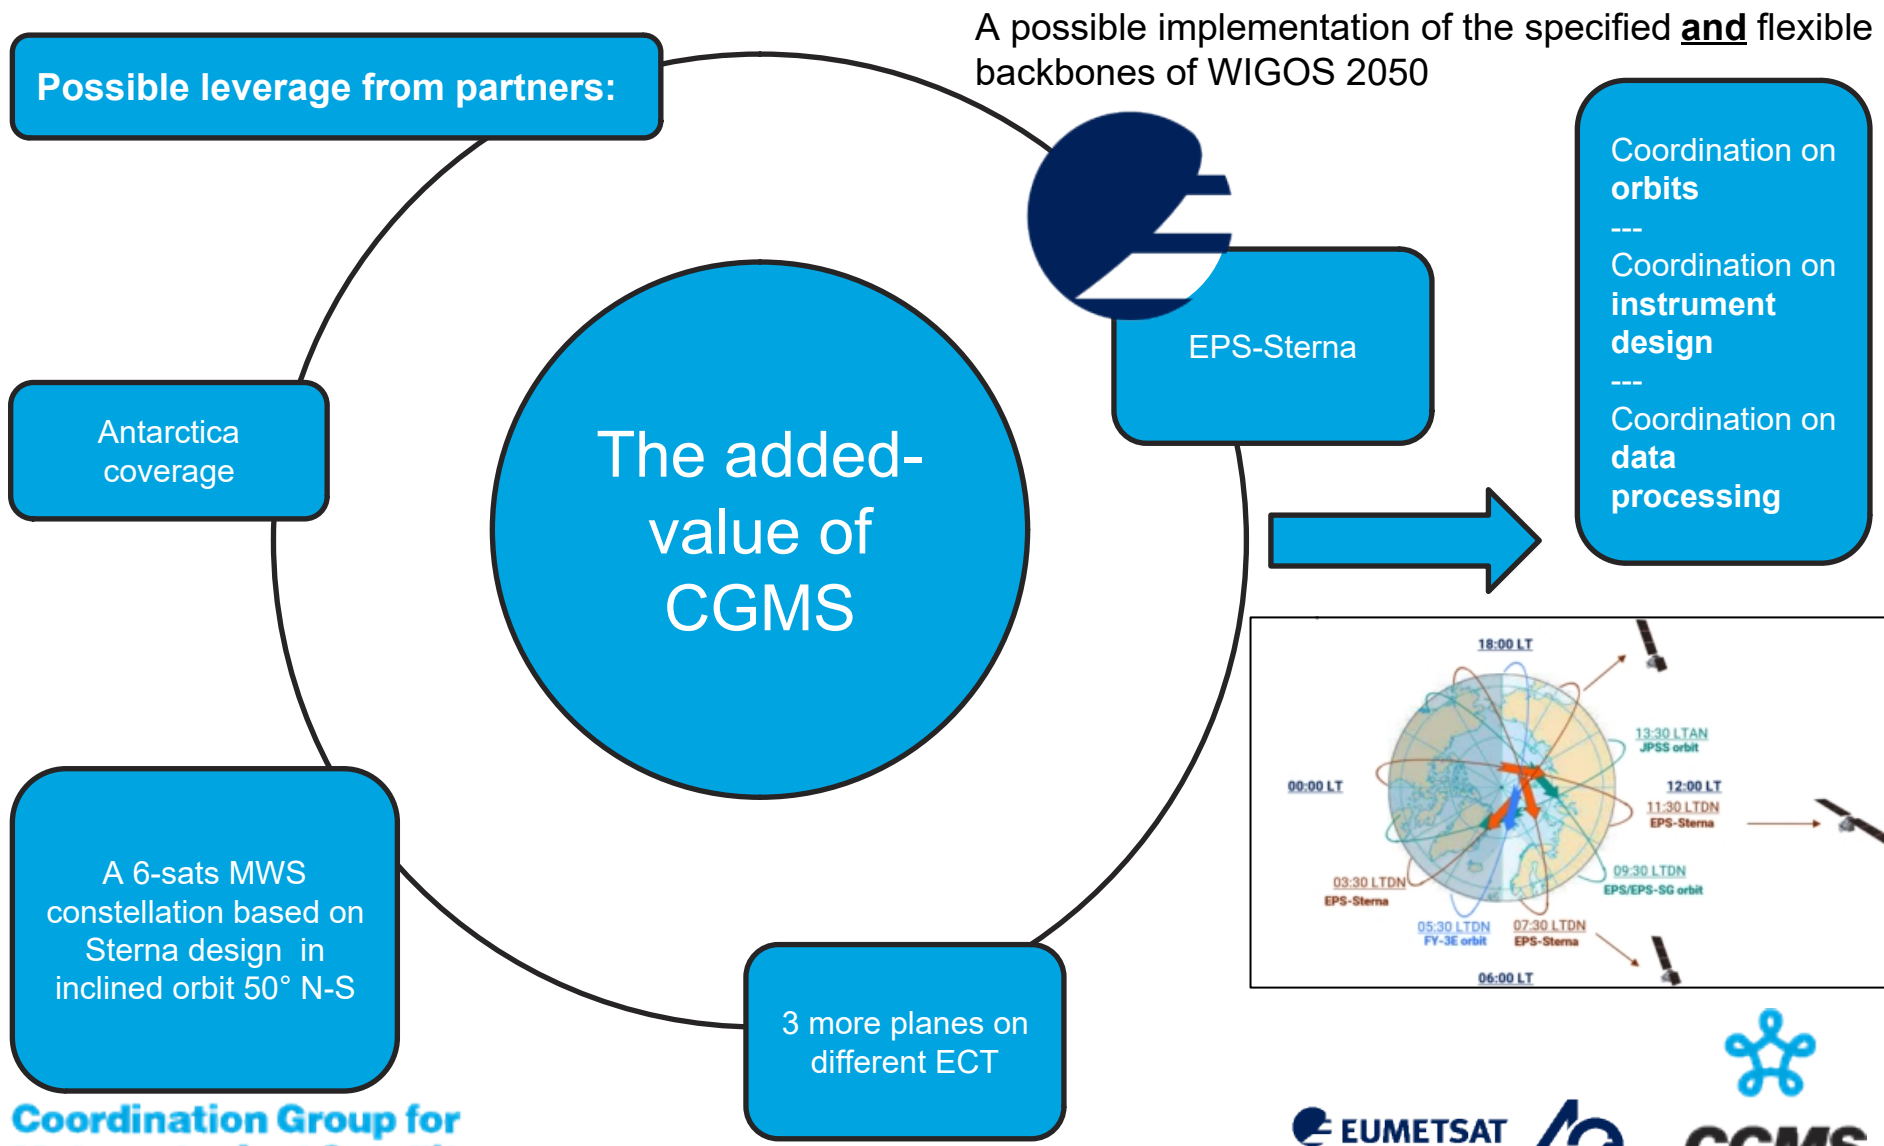 A possible implementation of the specified and flexible
backbones of WIGOS 2050
Possible leverage from partners:
Coordination on
orbits
---
Coordination on
instrument
design
---
Coordination on
data
processing
EPS-Sterna
Antarctica
coverage
The added-
value of
CGMS
A 6-sats MWS
constellation based on
Sterna design in
inclined orbit 50° N-S
3 more planes on
different ECT
18:00 LT
13:30 LTAN
JPSS orbit
00:00 LT
12:00 LT
11:30 LTDN
EPS-Sterna
09:30 LTDN
EPS/EPS-SG orbit
03:30 LTDN
EPS-Sterna
05:30 LTDN
FY-3E orbit
07:30 LTDN
EPS-Sterna
06:00 LT
Coordination Group for
EUMETSAT
CGMS